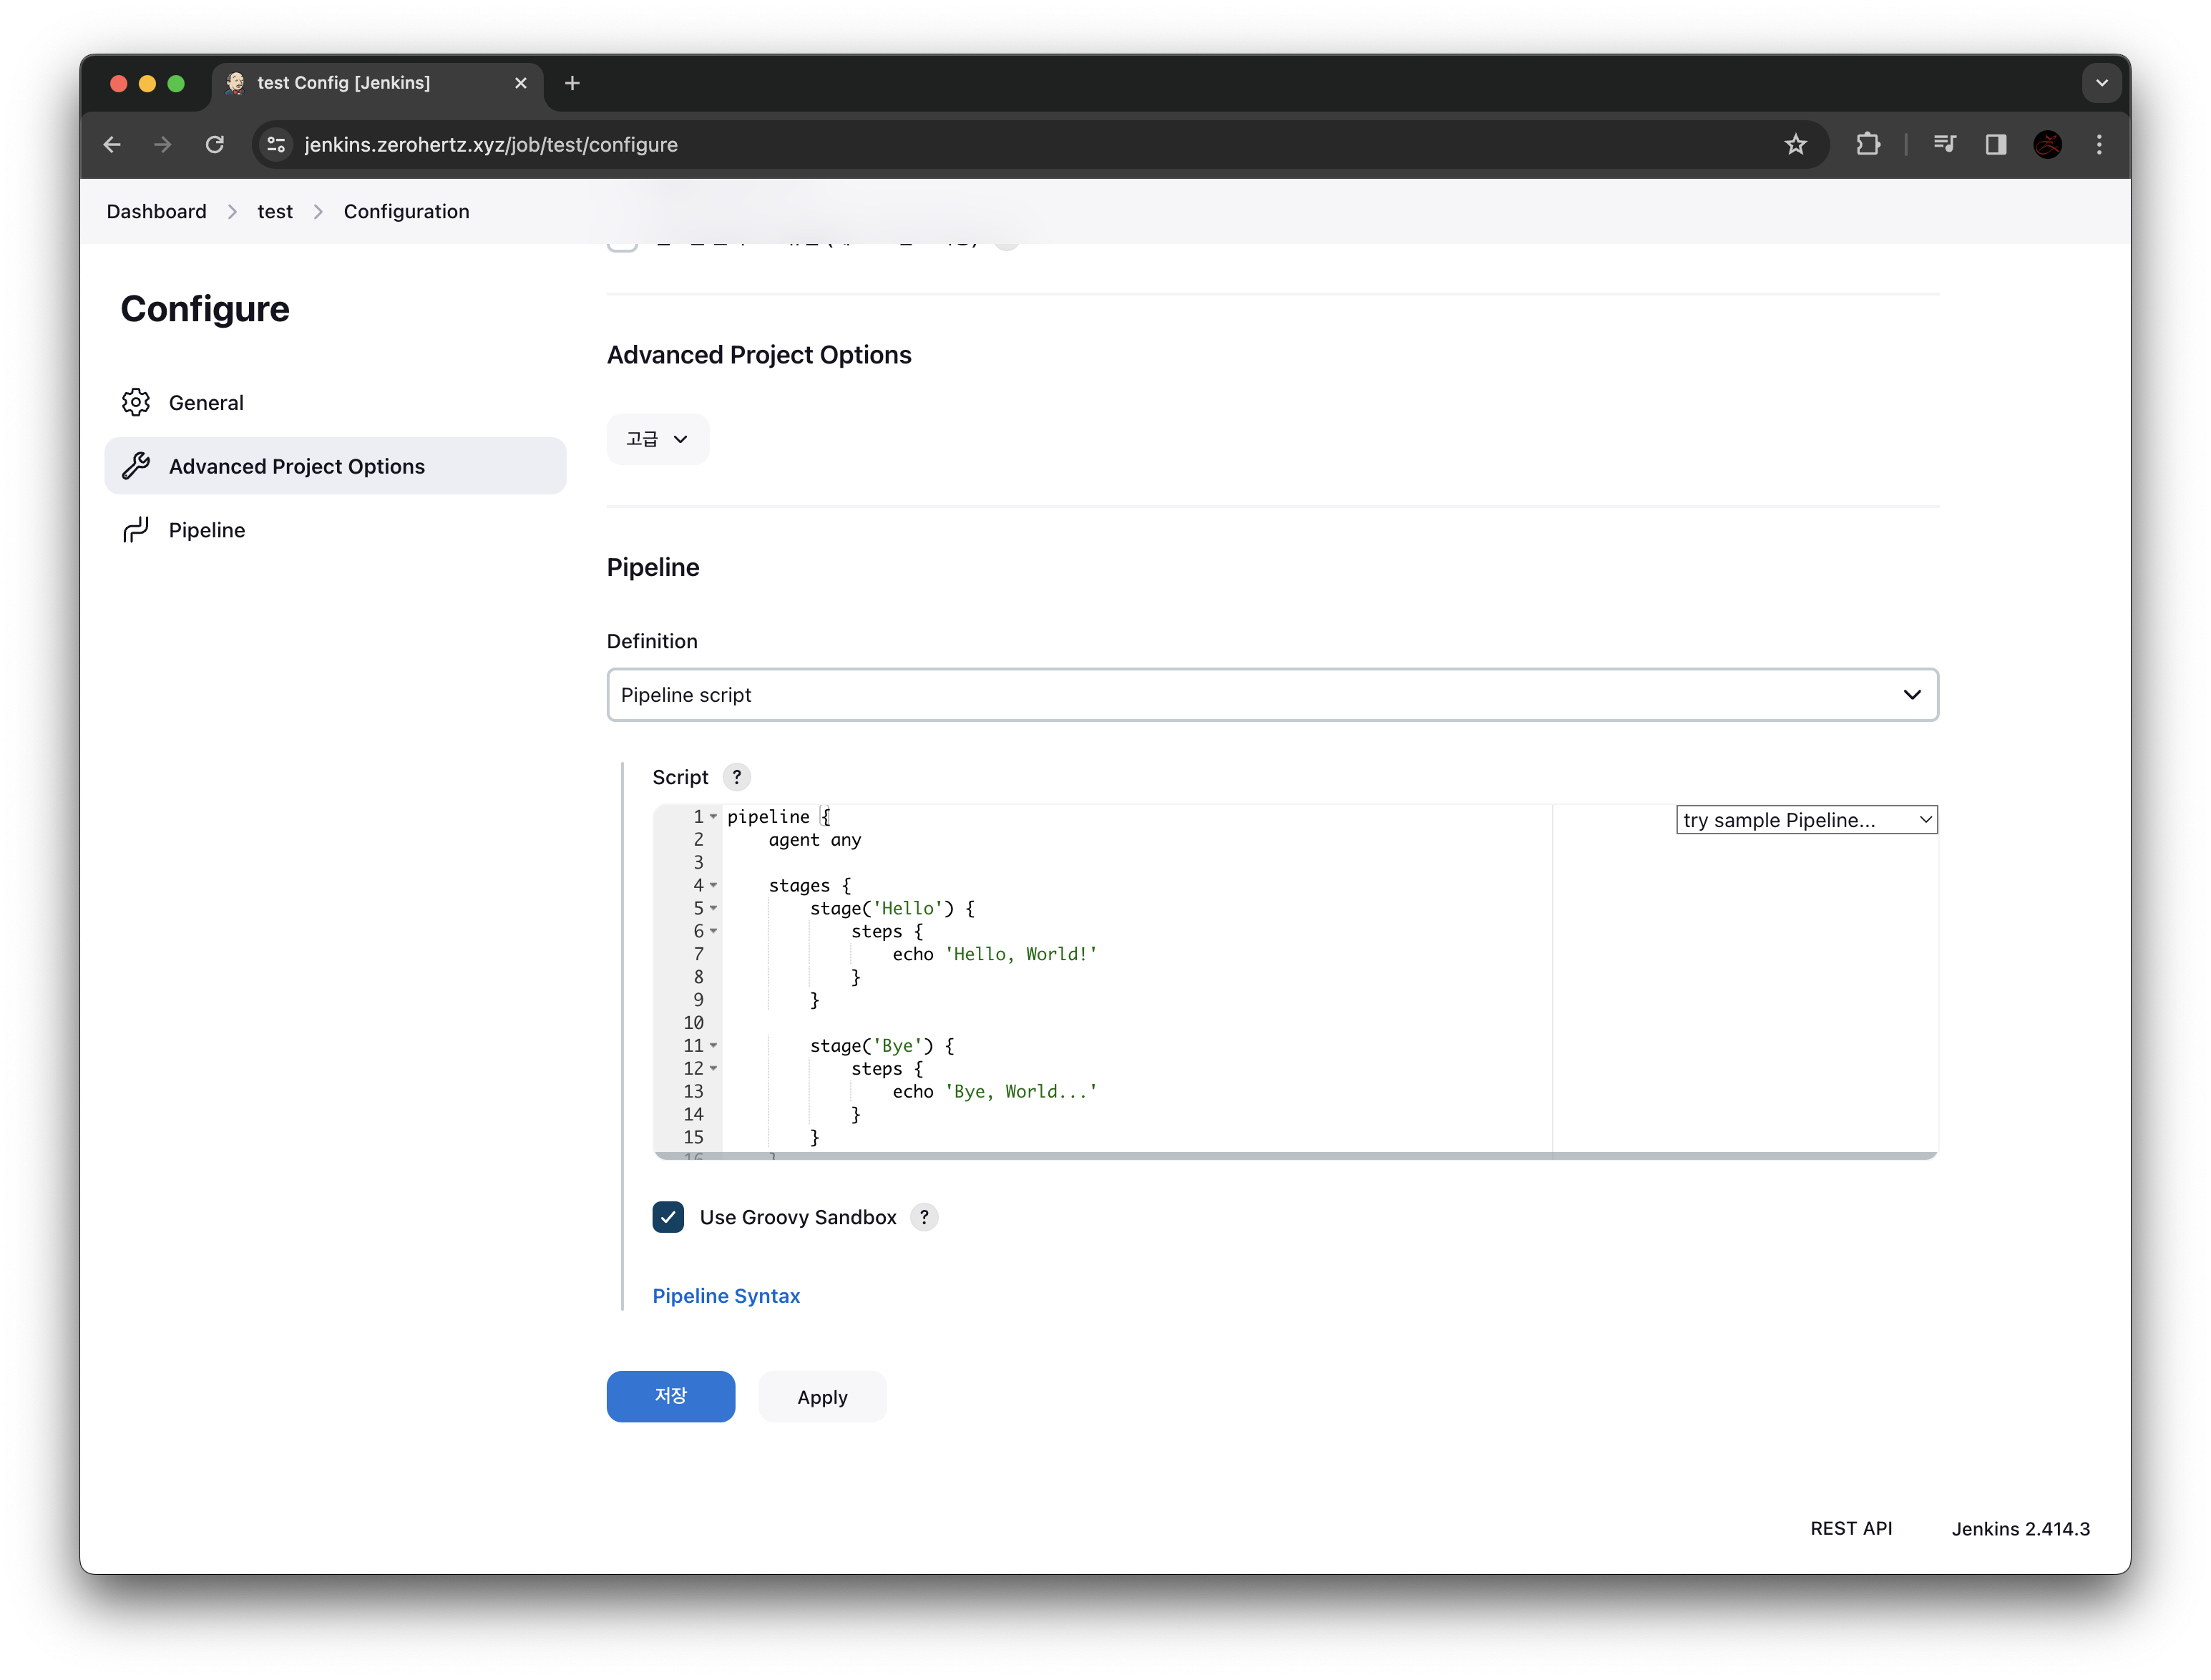 test Config [Jenkins]
jenkins.zerohertz.xyz/job/test/configure
Dashboard test Configuration
Configure
General
Advanced Project Options
Pipeline
Advanced Project Options
고급
Pipeline
Definition
Pipeline script
Script ?
try sample Pipeline...
1 pipeline {
2     agent any
3
4     stages {
5         stage('Hello') {
6             steps {
7                 echo 'Hello, World!'
8             }
9         }
10
11         stage('Bye') {
12             steps {
13                 echo 'Bye, World...'
14             }
15         }
Use Groovy Sandbox ?
Pipeline Syntax
저장 Apply
REST API Jenkins 2.414.3